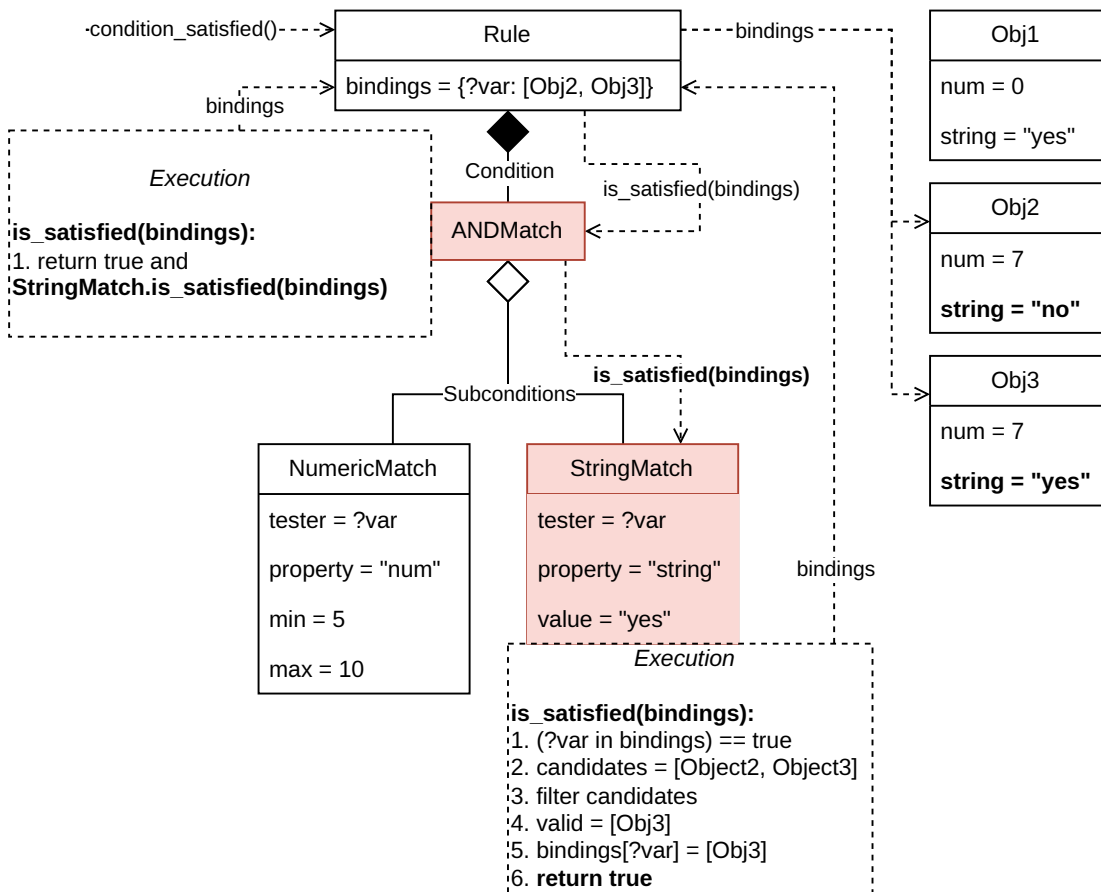 condition_satisfied()
Rule
bindings
bindings = {?var: [Obj2, Obj3]}
bindings
Execution
is_satisfied(bindings):
1. return true and
StringMatch.is_satisfied(bindings)
Condition
is_satisfied(bindings)
ANDMatch
is_satisfied(bindings)
Subconditions
NumericMatch
tester = ?var
property = "num"
min = 5
max = 10
StringMatch
tester = ?var
property = "string"
value = "yes"
bindings
Execution
is_satisfied(bindings):
1. (?var in bindings) == true
2. candidates = [Object2, Object3]
3. filter candidates
4. valid = [Obj3]
5. bindings[?var] = [Obj3]
6. return true
Obj1
num = 0
string = "yes"
Obj2
num = 7
string = "no"
Obj3
num = 7
string = "yes"